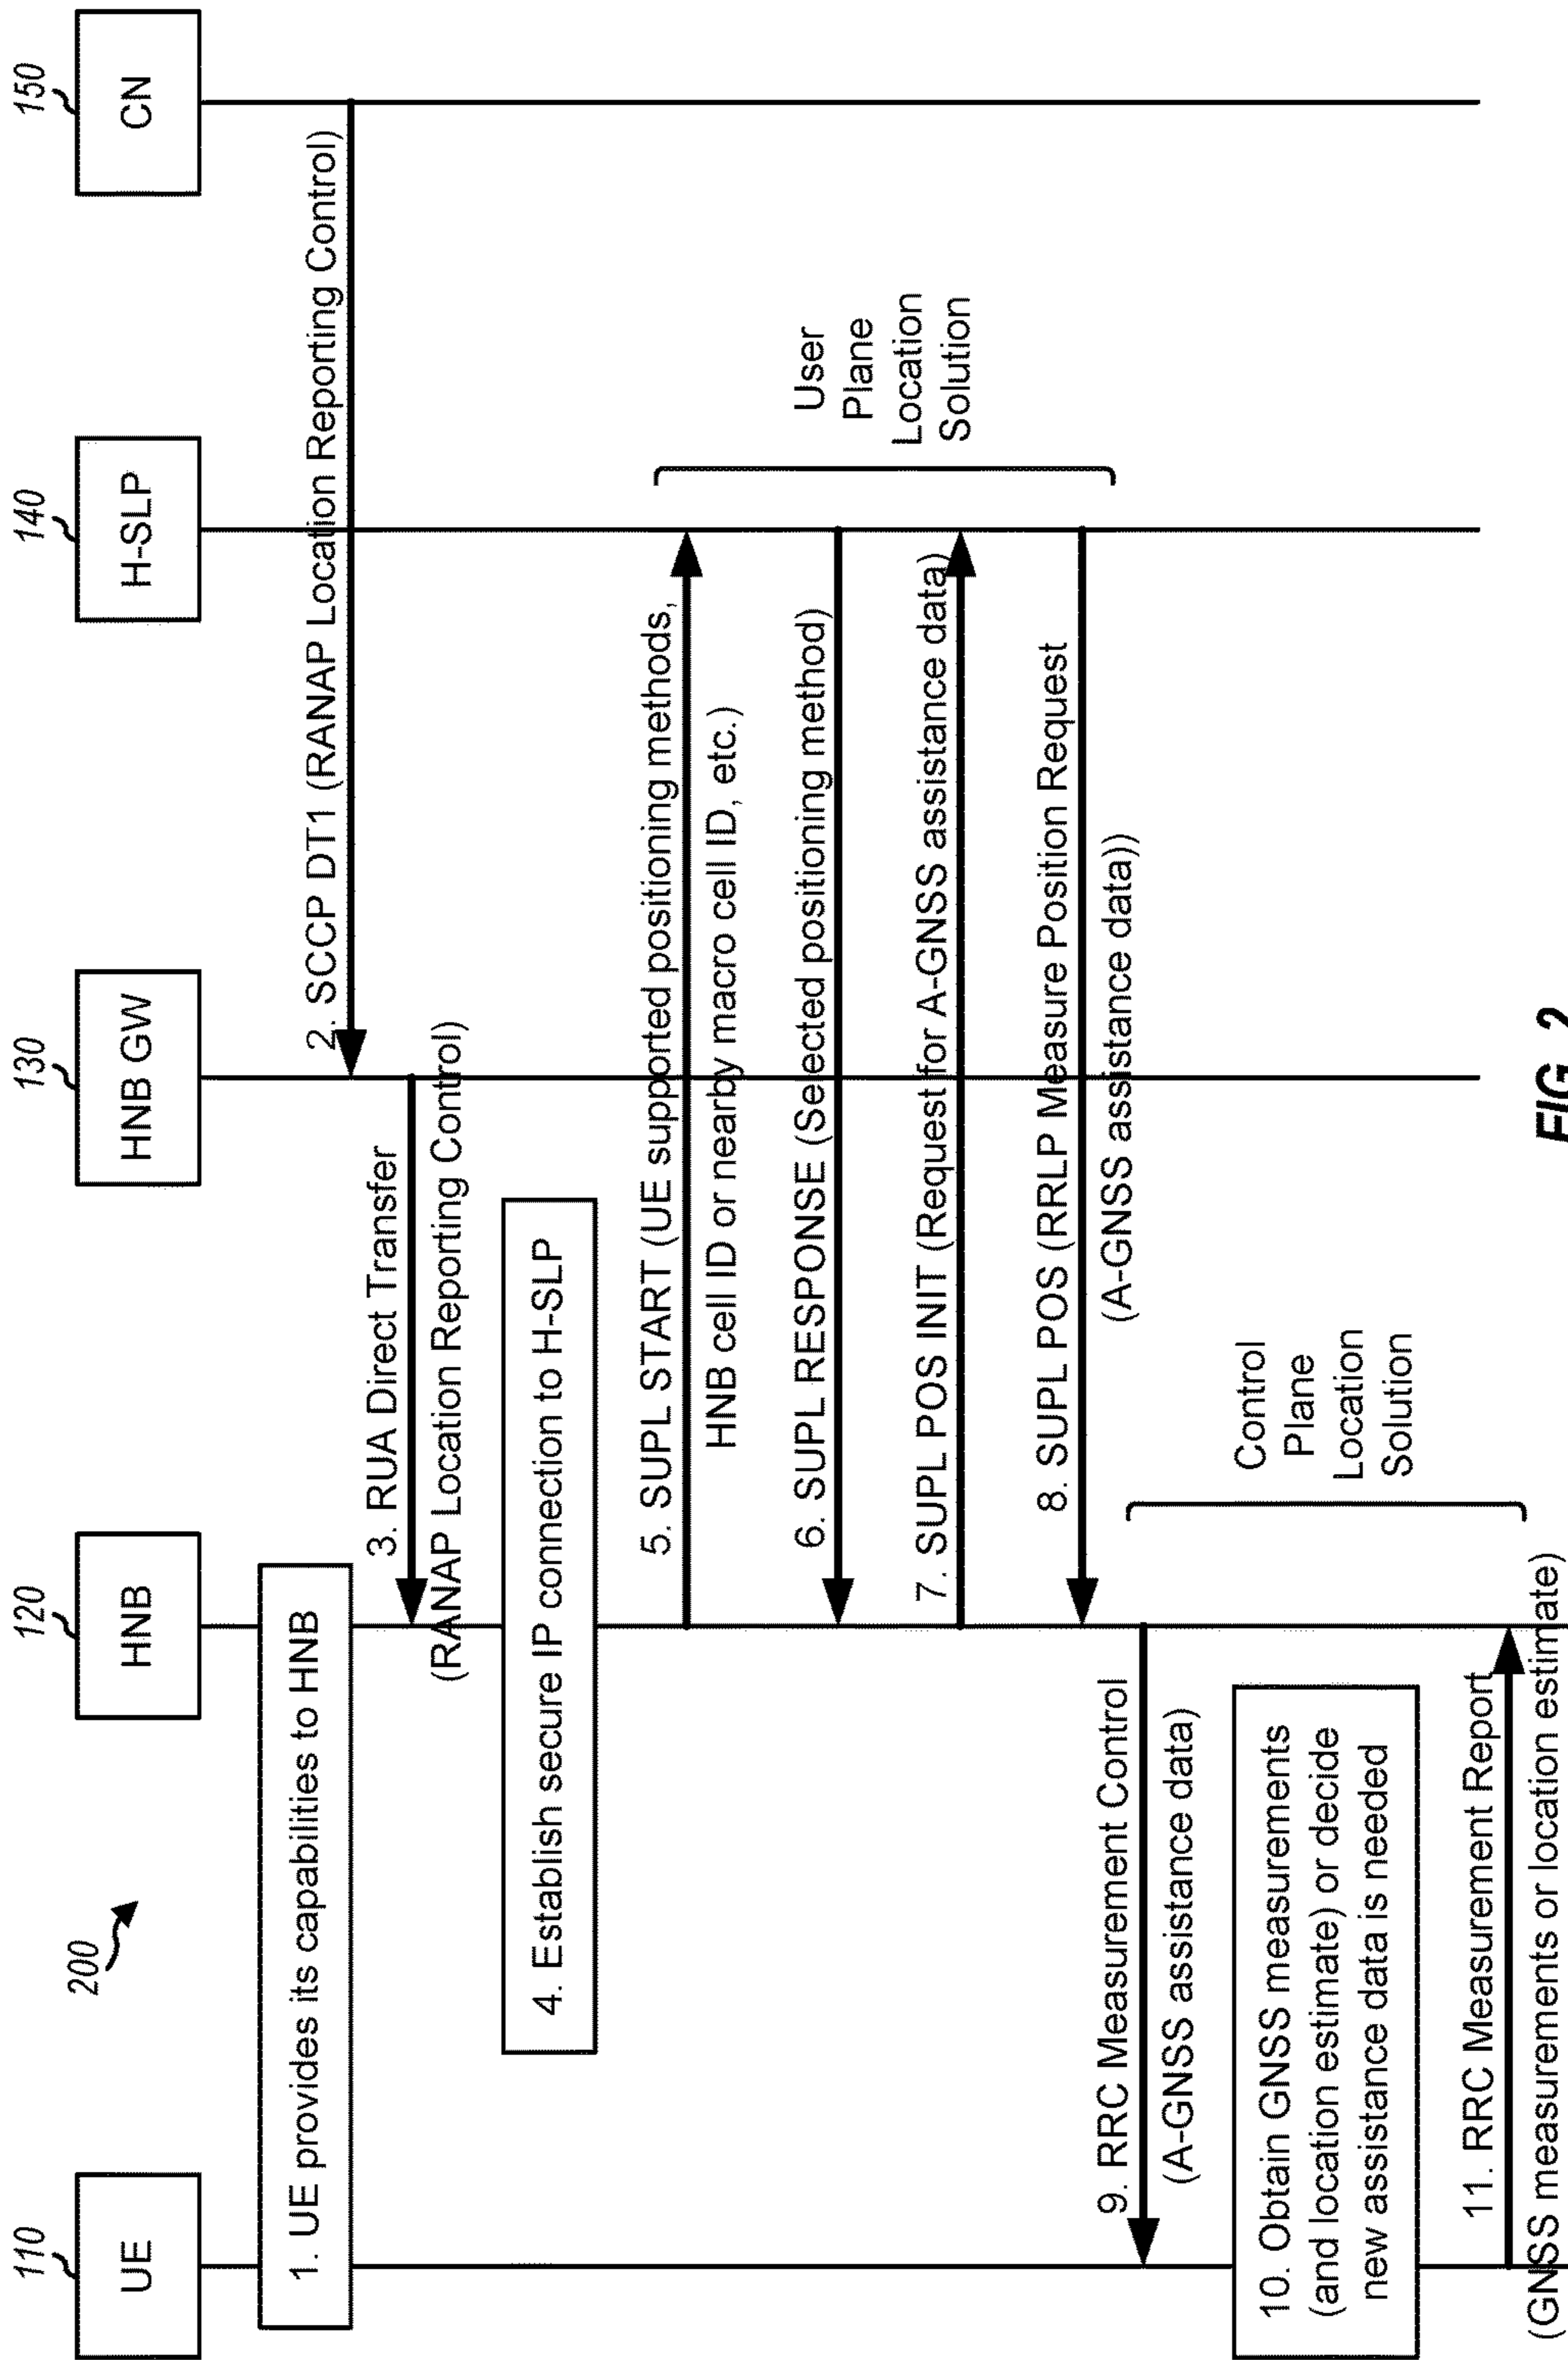 200
110
UE
120
HNB
130
HNB GW
140
H-SLP
150
CN
1. UE provides its capabilities to HNB
2. SCCP DT1 (RANAP Location Reporting Control)
3. RUA Direct Transfer
(RANAP Location Reporting Control)
4. Establish secure IP connection to H-SLP
5. SUPL START (UE supported positioning methods,
HNB cell ID or nearby macro cell ID, etc.)
6. SUPL RESPONSE (Selected positioning method)
7. SUPL POS INIT (Request for A-GNSS assistance data)
8. SUPL POS (RRLP Measure Position Request
(A-GNSS assistance data))
User
Plane
Location
Solution
9. RRC Measurement Control
(A-GNSS assistance data)
10. Obtain GNSS measurements
(and location estimate) or decide
new assistance data is needed
11. RRC Measurement Report
(GNSS measurements or location estimate)
Control
Plane
Location
Solution
FIG. 2